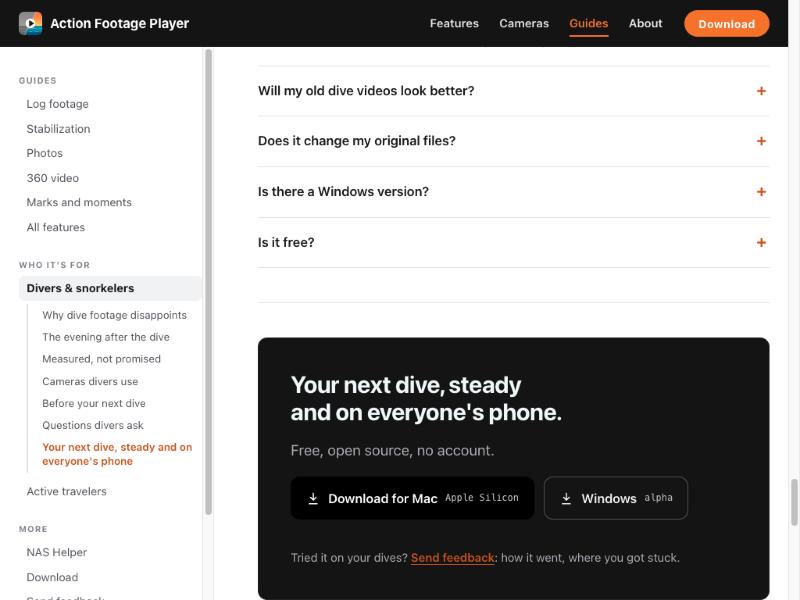 Action Footage Player
Features
Cameras
Guides
About
Download
GUIDES
Log footage
Stabilization
Photos
360 video
Marks and moments
All features
WHO IT'S FOR
Divers & snorkelers
Why dive footage disappoints
The evening after the dive
Measured, not promised
Cameras divers use
Before your next dive
Questions divers ask
Your next dive, steady and on
everyone's phone
Active travelers
MORE
NAS Helper
Download
Send feedback
Will my old dive videos look better?
+
Does it change my original files?
+
Is there a Windows version?
+
Is it free?
+
Your next dive, steady
and on everyone's phone.
Free, open source, no account.
Download for Mac Apple Silicon
Windows alpha
Tried it on your dives? Send feedback: how it went, where you got stuck.